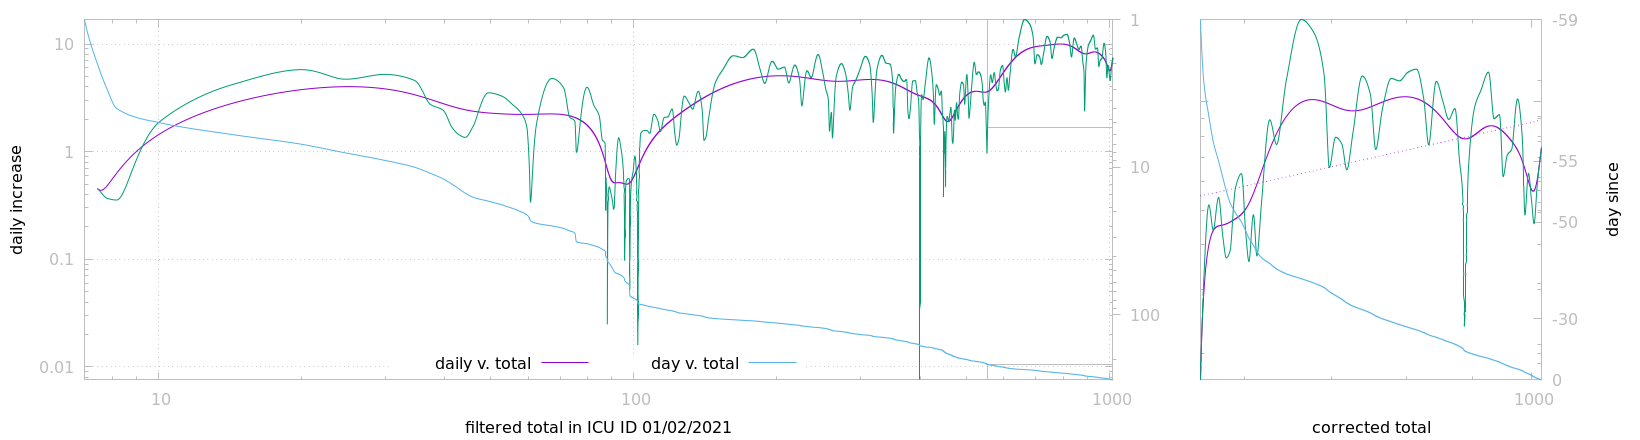 10
1
0.1
0.01
daily increase
10
100
1000
filtered total in ICU ID 01/02/2021
daily v. total
day v. total
1
10
100
1000
corrected total
-59
-55
-50
-30
0
day since